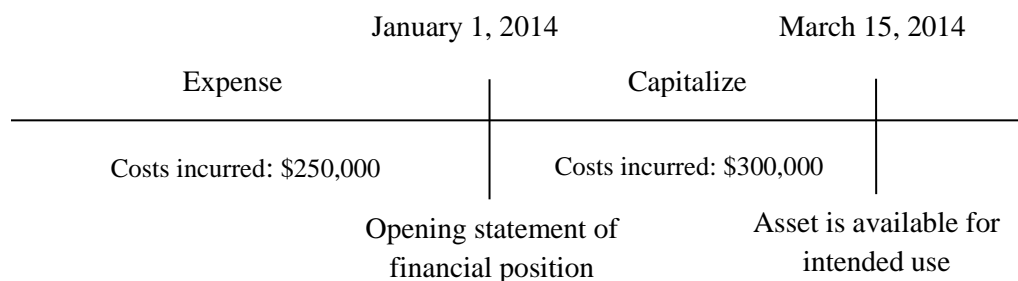 January 1, 2014
March 15, 2014
Expense
Capitalize
Costs incurred: $250,000
Costs incurred: $300,000
Opening statement of
financial position
Asset is available for
intended use